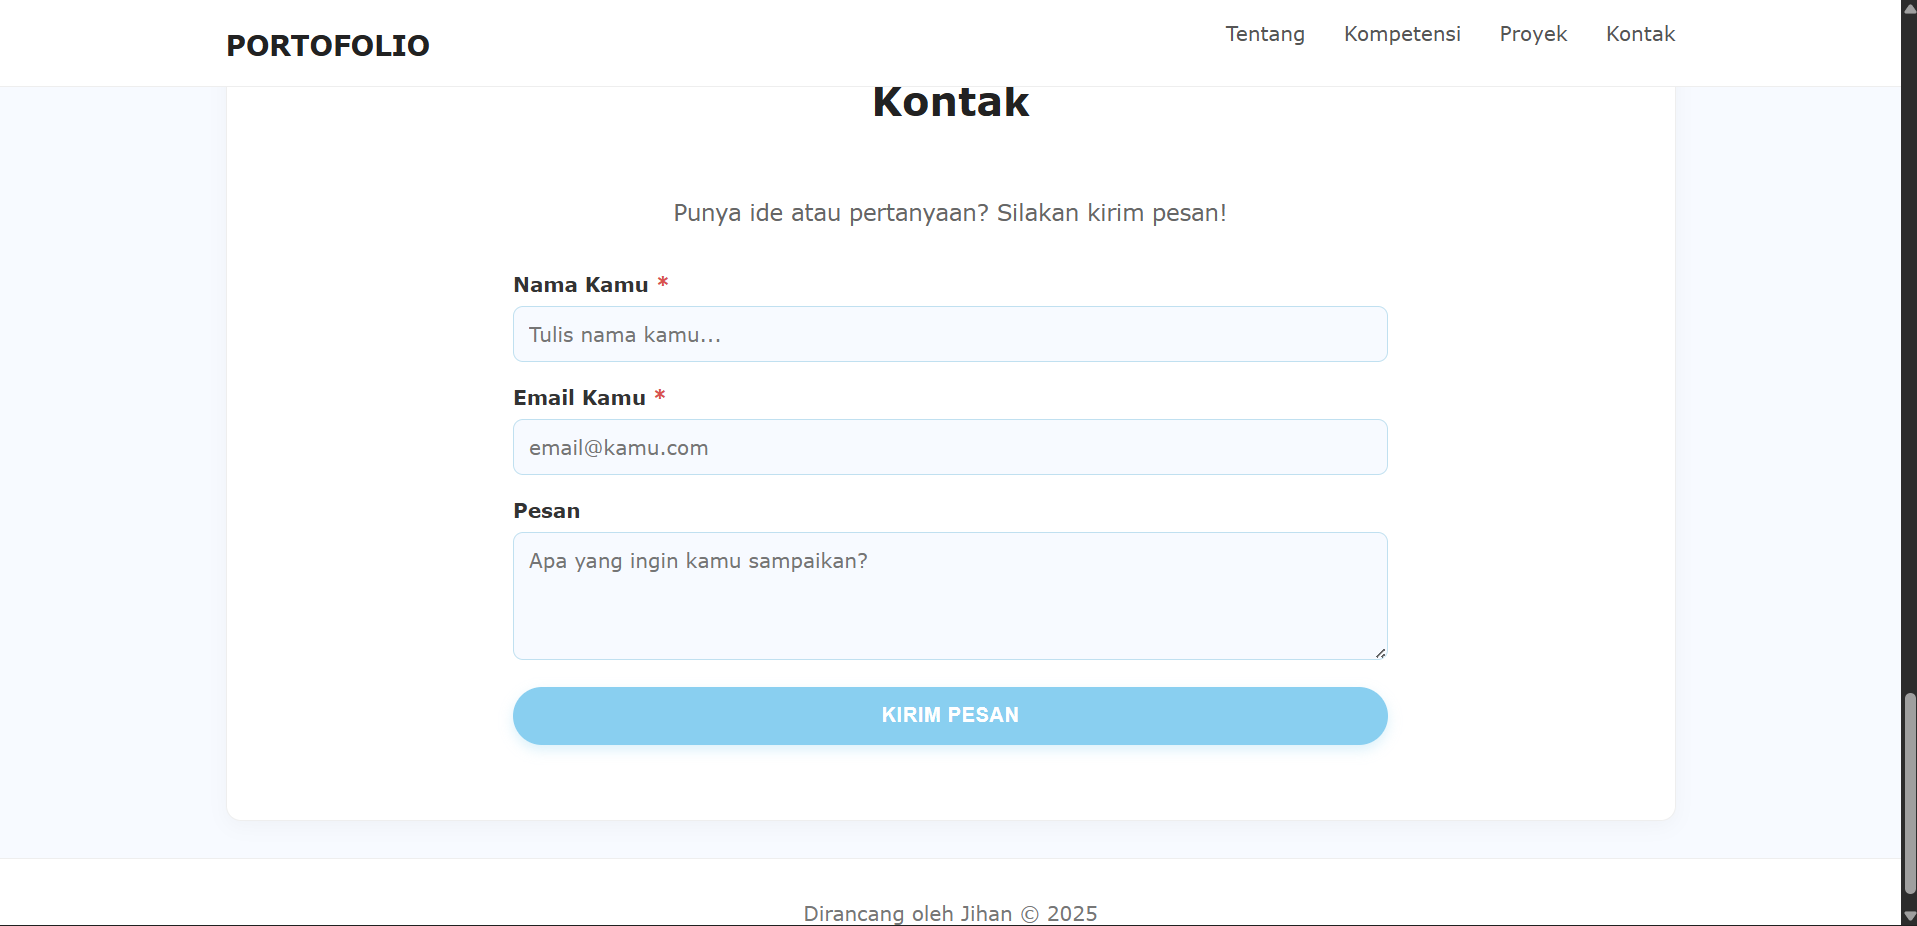 PORTOFOLIO
Tentang Kompetensi Proyek Kontak
Kontak
Punya ide atau pertanyaan? Silakan kirim pesan!
Nama Kamu *
Tulis nama kamu...
Email Kamu *
email@kamu.com
Pesan
Apa yang ingin kamu sampaikan?
KIRIM PESAN
Dirancang oleh Jihan © 2025